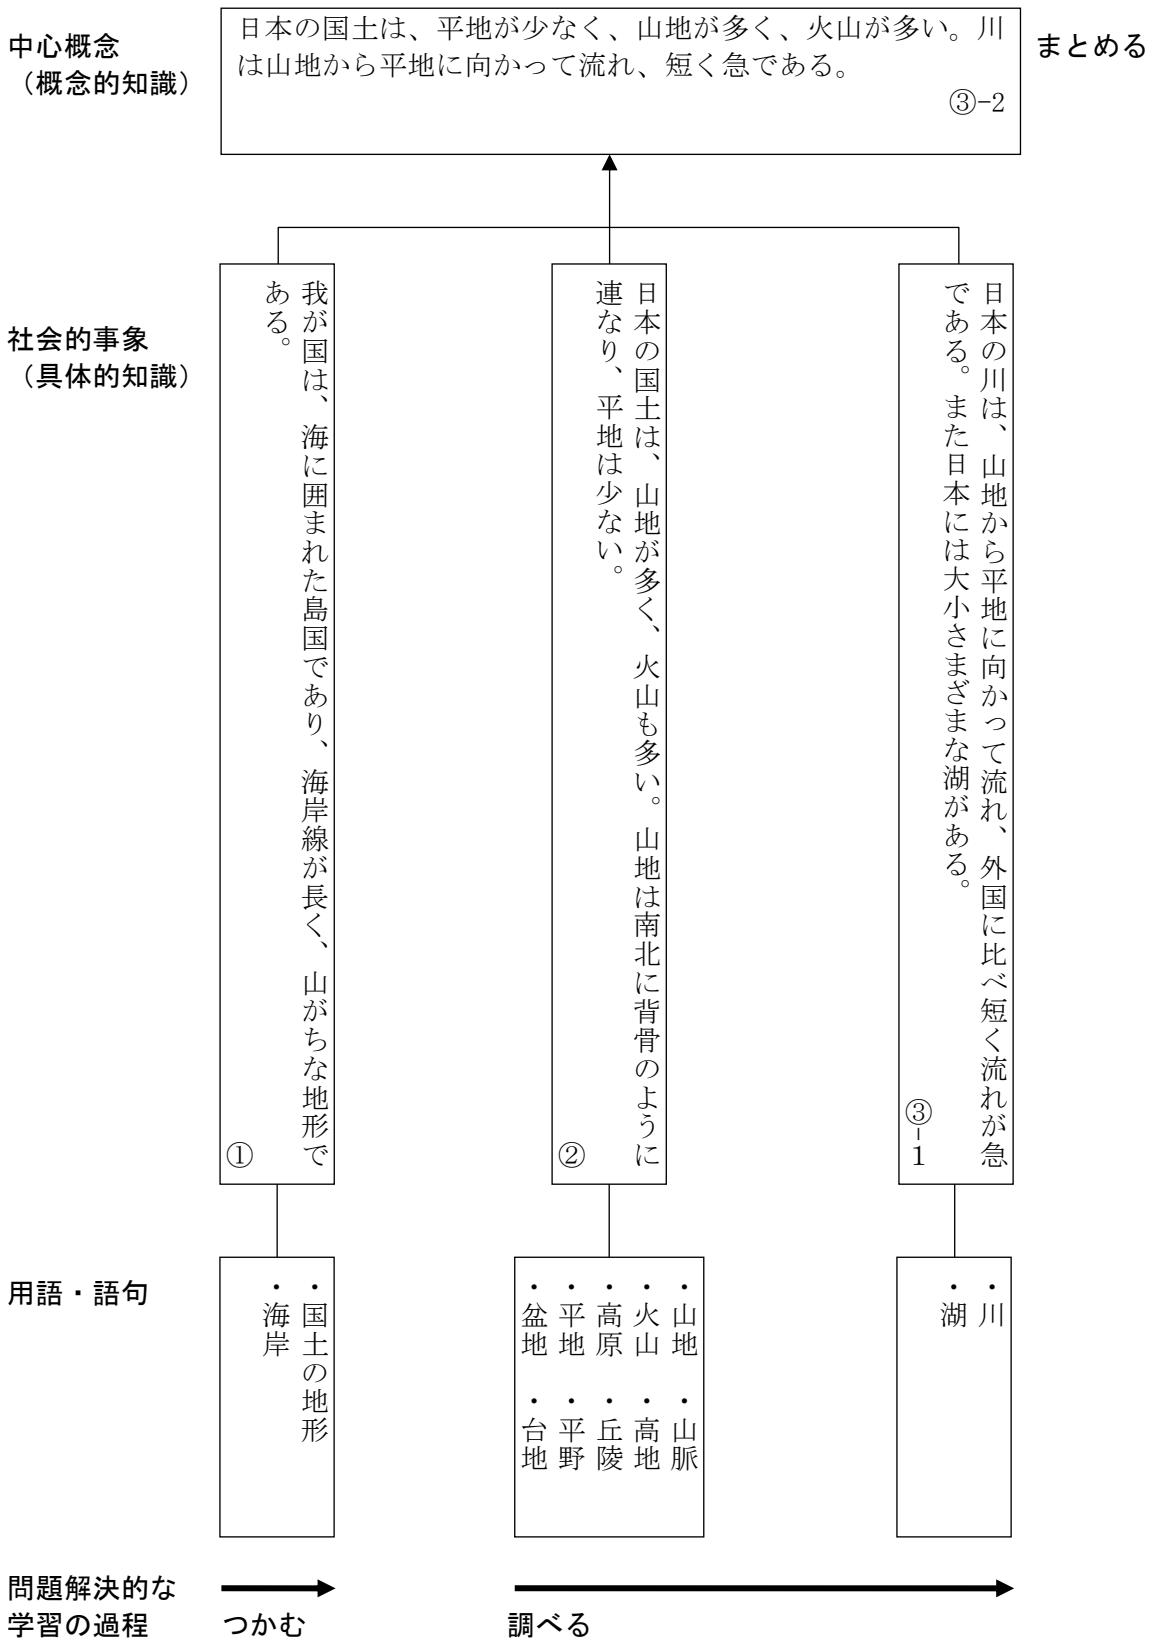 中心概念
（概念的知識）
日本の国土は、平地が少なく、山地が多く、火山が多い。川
は山地から平地に向かって流れ、短く急である。
③-2
まとめる
社会的事象
（具体的知識）
我が国は、海に囲まれた島国であり、海岸線が長く、山がちな地形で
ある。
①
日本の国土は、山地が多く、火山も多い。山地は南北に背骨のように
連なり、平地は少ない。
②
日本の川は、山地から平地に向かって流れ、外国に比べ短く流れが急
である。また日本には大小さまざまな湖がある。
③-1
用語・語句
・国土の地形
・海岸
・山地　・山脈
・火山　・高地
・高原　・丘陵
・平地　・平野
・盆地　・台地
・川
・湖
問題解決的な
学習の過程
つかむ
調べる